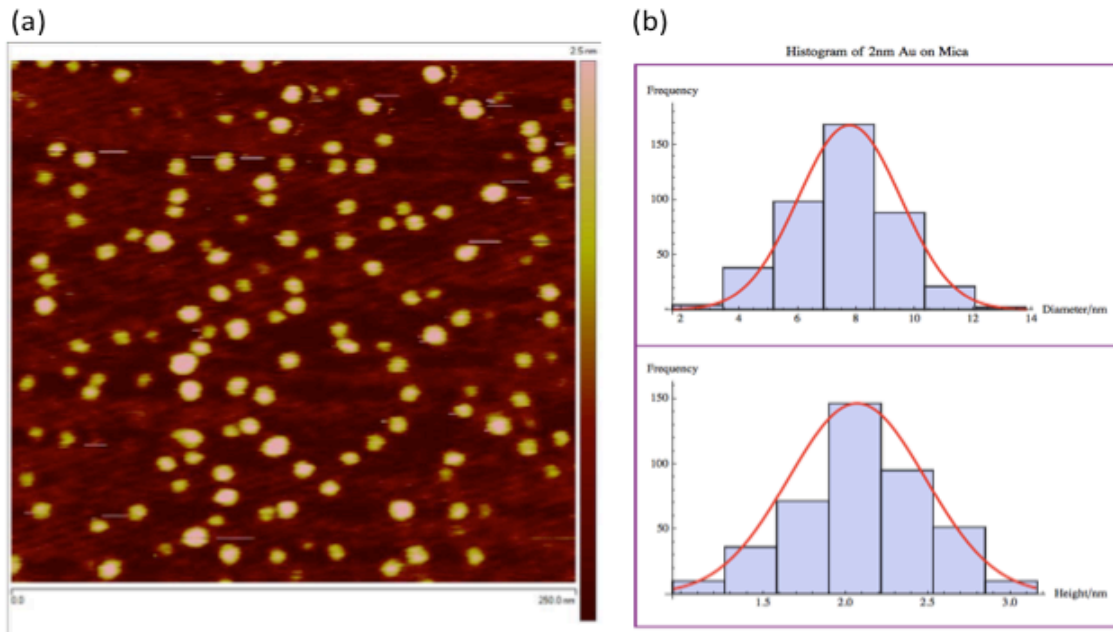 (a)
2.5 nm
0.0
250.0 nm
(b)
Histogram of 2nm Au on Mica
Frequency
150
100
50
2 4 6 8 10 12 14
Diameter/nm
Frequency
150
100
50
1.5 2.0 2.5 3.0
Height/nm